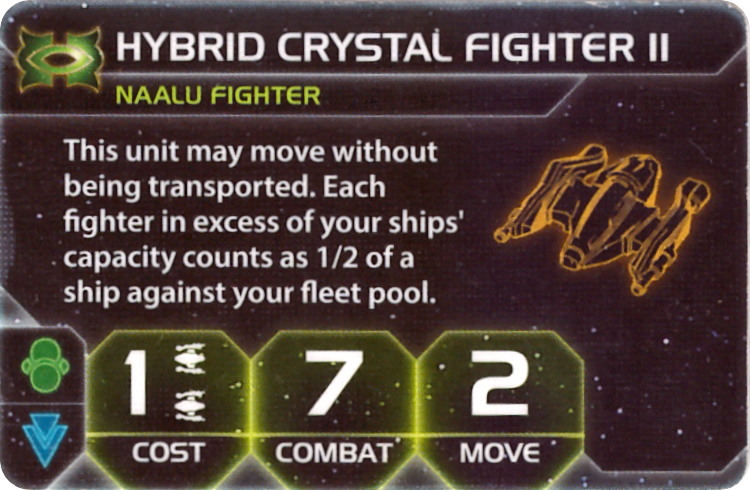 HYBRID CRYSTAL FIGHTER II
NAALU FIGHTER
This unit may move without
being transported. Each
fighter in excess of your ships'
capacity counts as 1/2 of a
ship against your fleet pool.
1 7 2
COST COMBAT MOVE